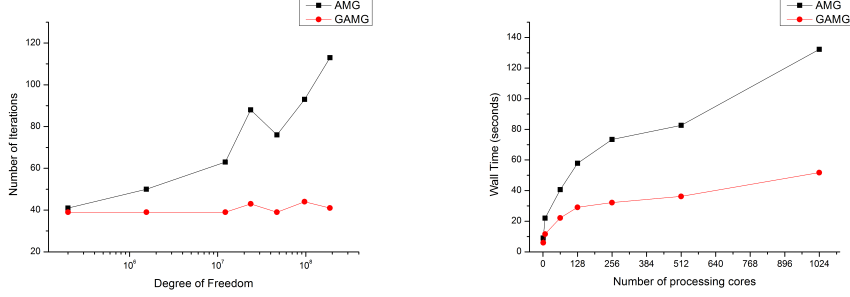 AMG
GAMG
Number of Iterations
120
100
80
60
40
20
10^6
10^7
10^8
Degree of Freedom
AMG
GAMG
Wall Time (seconds)
140
120
100
80
60
40
20
0
0 128 256 384 512 640 768 896 1024
Number of processing cores